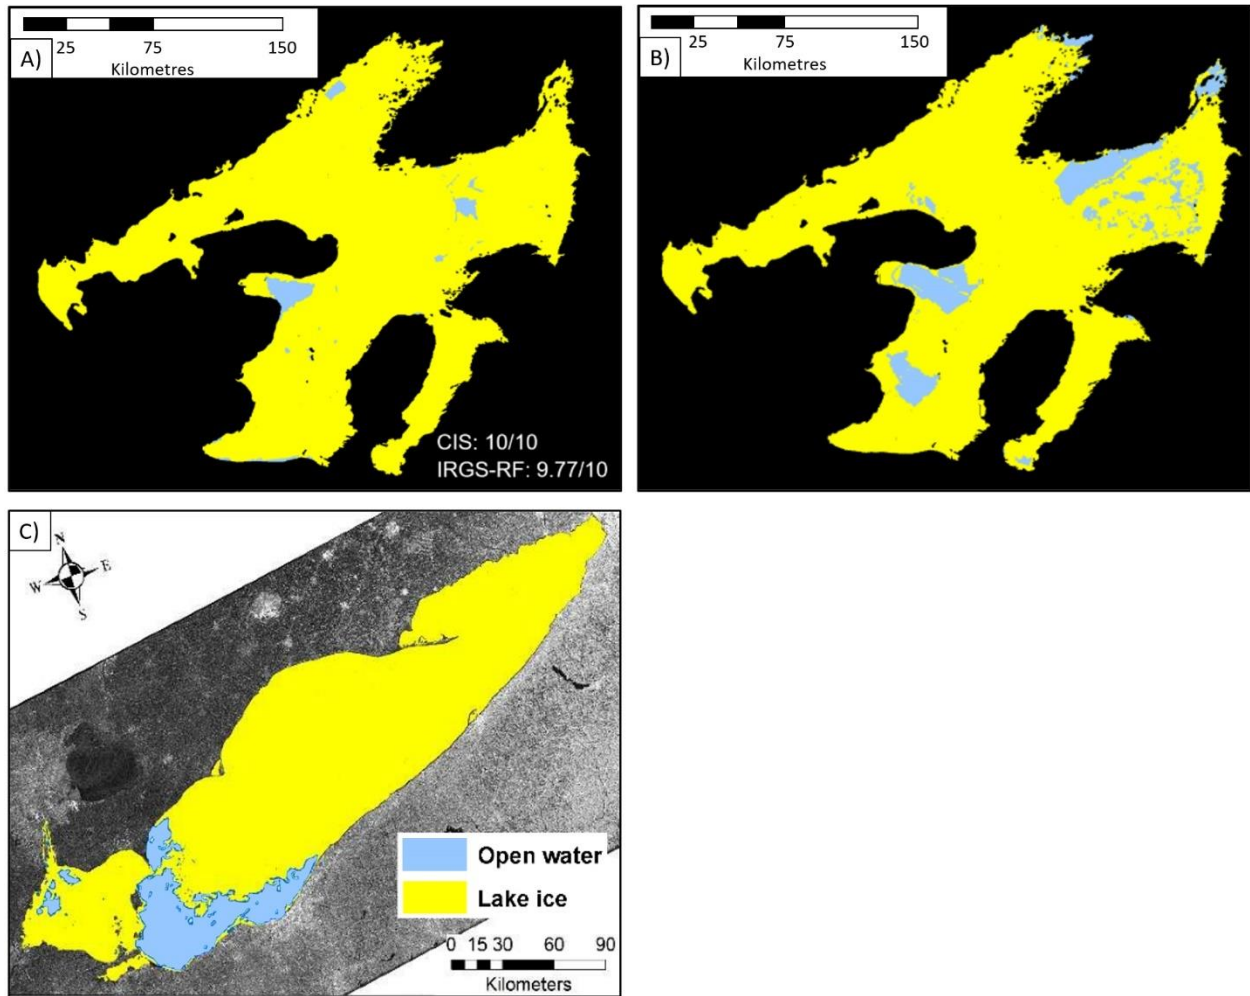 A)
25 75 150
Kilometres
CIS: 10/10
IRGS-RF: 9.77/10
B)
25 75 150
Kilometres
C)
N
W E
S
Open water
Lake ice
0 15 30 60 90
Kilometers